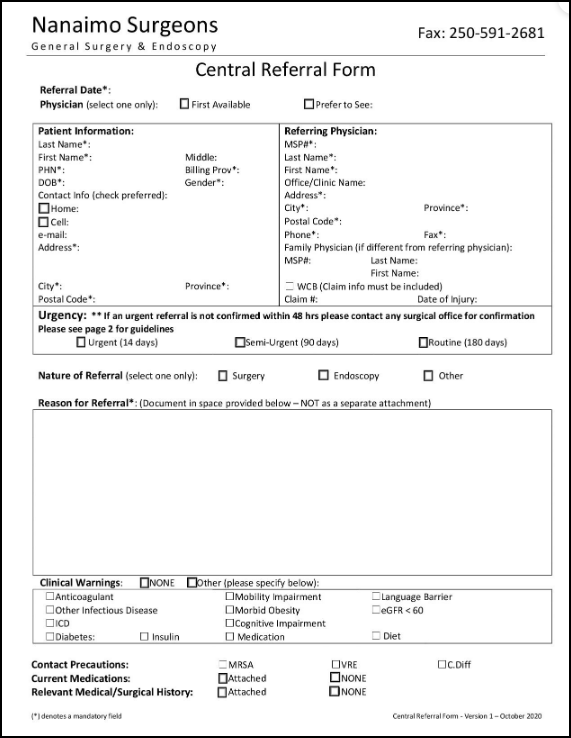 Nanaimo Surgeons
General Surgery & Endoscopy
Fax: 250-591-2681
Central Referral Form
Referral Date*:
Physician (select one only): First Available Prefer to See:
Patient Information:
Last Name*:
First Name*: Middle:
PHN*: Billing Prov*:
DOB*: Gender*:
Contact Info (check preferred):
Home:
Cell:
e-mail:
Address*:
City*: Province*:
Postal Code*:
Referring Physician:
MSP#*:
Last Name*:
First Name*:
Office/Clinic Name:
Address*:
City*: Province*:
Postal Code*:
Phone*: Fax*:
Family Physician (if different from referring physician):
MSP#: Last Name:
First Name:
WCB (Claim info must be included)
Claim #: Date of Injury:
Urgency: ** If an urgent referral is not confirmed within 48 hrs please contact any surgical office for confirmation
Please see page 2 for guidelines
Urgent (14 days) Semi-Urgent (90 days) Routine (180 days)
Nature of Referral (select one only): Surgery Endoscopy Other
Reason for Referral*: (Document in space provided below – NOT as a separate attachment)
Clinical Warnings: NONE Other (please specify below):
Anticoagulant Mobility Impairment Language Barrier
Other Infectious Disease Morbid Obesity eGFR < 60
ICD Cognitive Impairment
Diabetes: Insulin Medication Diet
Contact Precautions: MRSA VRE C.Diff
Current Medications: Attached NONE
Relevant Medical/Surgical History: Attached NONE
(*) denotes a mandatory field Central Referral Form - Version 1 – October 2020